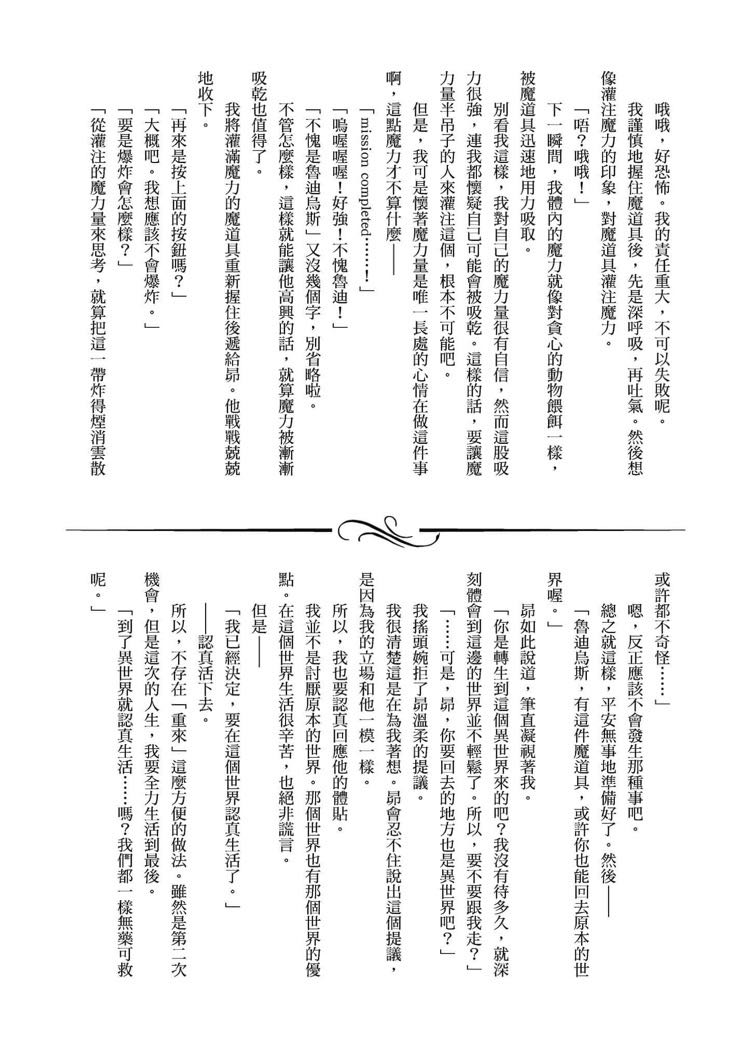 哦哦，好恐怖。我的責任重大，不可以失敗呢。
我謹慎地握住魔道具後，先是深呼吸，再吐氣。然後想
像灌注魔力的印象，對魔道具灌注魔力。
「唔？哦哦！」
下一瞬間，我體內的魔力就像對貪心的動物餵餌一樣，
被魔道具迅速地用力吸取。
別看我這樣，我對自己的魔力量很有自信，然而這股吸
力很強，連我都懷疑自己可能會被吸乾。這樣的話，要讓魔
力量半吊子的人來灌注這個，根本不可能吧。
但是，我可是懷著魔力量是唯一長處的心情在做這件事
啊，這點魔力才不算什麼——
「mission completed……！」
「嗚喔喔喔！好強！不愧魯迪！」
「不愧是魯迪烏斯」又沒幾個字，別省略啦。
不管怎麼樣，這樣就能讓他高興的話，就算魔力被漸漸
吸乾也值得了。
我將灌滿魔力的魔道具重新握住後遞給昴。他戰戰兢兢
地收下。
「再來是按上面的按鈕嗎？」
「大概吧。我想應該不會爆炸。」
「要是爆炸會怎麼樣？」
「從灌注的魔力量來思考，就算把這一帶炸得煙消雲散
或許都不奇怪……」
嗯，反正應該不會發生那種事吧。
總之就這樣，平安無事地準備好了。然後——
「魯迪烏斯，有這件魔道具，或許你也能回去原本的世
界喔。」
昴如此說道，筆直凝視著我。
「你是轉生到這個異世界來的吧？我沒有待多久，就深
刻體會到這邊的世界並不輕鬆了。所以，要不要跟我走？」
「……可是，昴，你要回去的地方也是異世界吧？」
我搖頭婉拒了昴溫柔的提議。
我很清楚這是在為我著想。昴會忍不住說出這個提議，
是因為我的立場和他一模一樣。
所以，我也要認真回應他的體貼。
我並不是討厭原本的世界。那個世界也有那個世界的優
點。在這個世界生活很辛苦，也絕非謊言。
但是——
「我已經決定，要在這個世界認真生活了。」
——認真活下去。
所以，不存在「重來」這麼方便的做法。雖然是第二次
機會，但是這次的人生，我要全力生活到最後。
「到了異世界就認真生活……嗎？我們都一樣無藥可救
呢。」